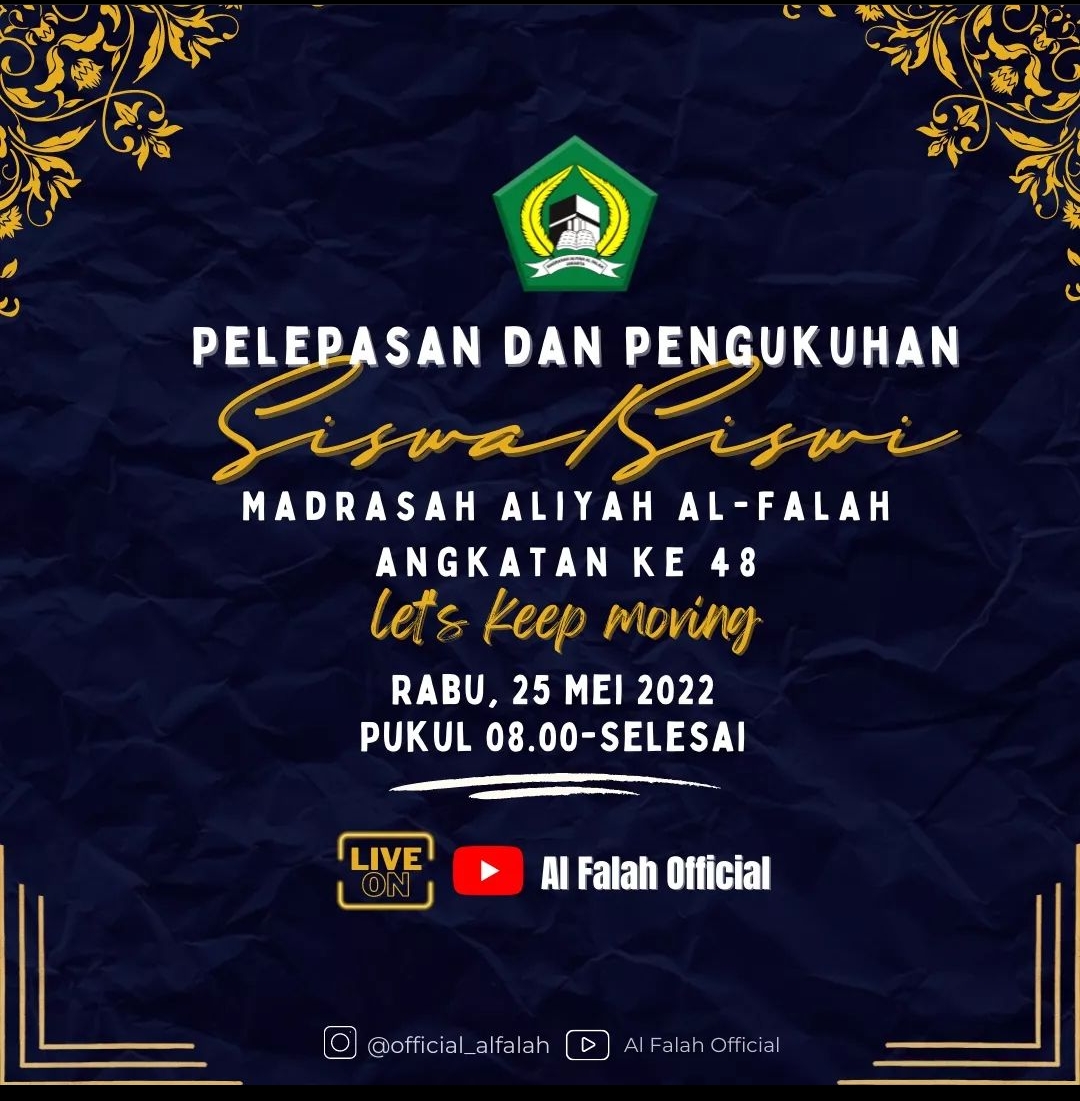 PELEPASAN DAN PENGUKUHAN
Siswa/Siswi
MADRASAH ALIYAH AL-FALAH
ANGKATAN KE 48
let's keep moving
RABU, 25 MEI 2022
PUKUL 08.00-SELESAI
LIVE
ON
Al Falah Official
@official_alfalah Al Falah Official